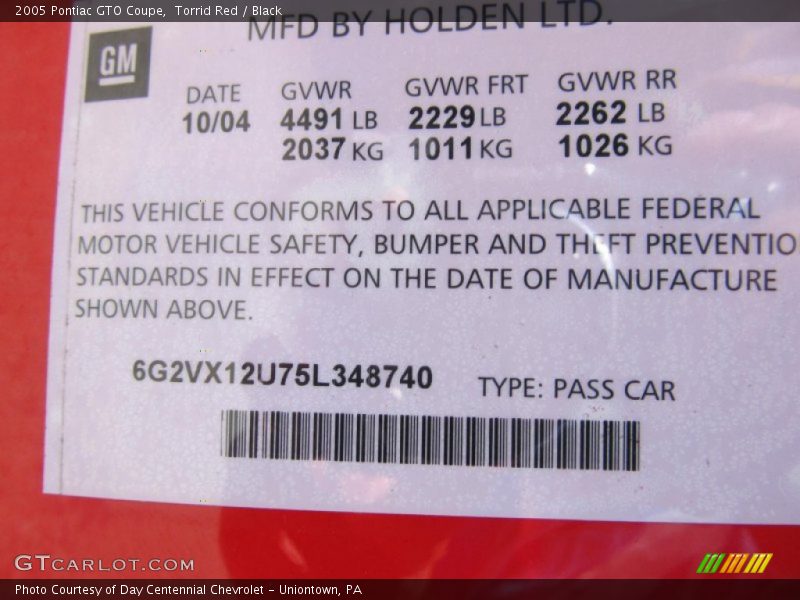 2005 Pontiac GTO Coupe,  Torrid Red / Black
MFD BY HOLDEN LTD.
GM
DATE GVWR GVWR FRT GVWR RR
10/04 4491 LB 2229 LB 2262 LB
2037 KG 1011 KG 1026 KG
THIS VEHICLE CONFORMS TO ALL APPLICABLE FEDERAL
MOTOR VEHICLE SAFETY, BUMPER AND THEFT PREVENTIO
STANDARDS IN EFFECT ON THE DATE OF MANUFACTURE
SHOWN ABOVE.
6G2VX12U75L348740 TYPE: PASS CAR
GTCARLOT.COM
Photo Courtesy of Day Centennial Chevrolet - Uniontown, PA